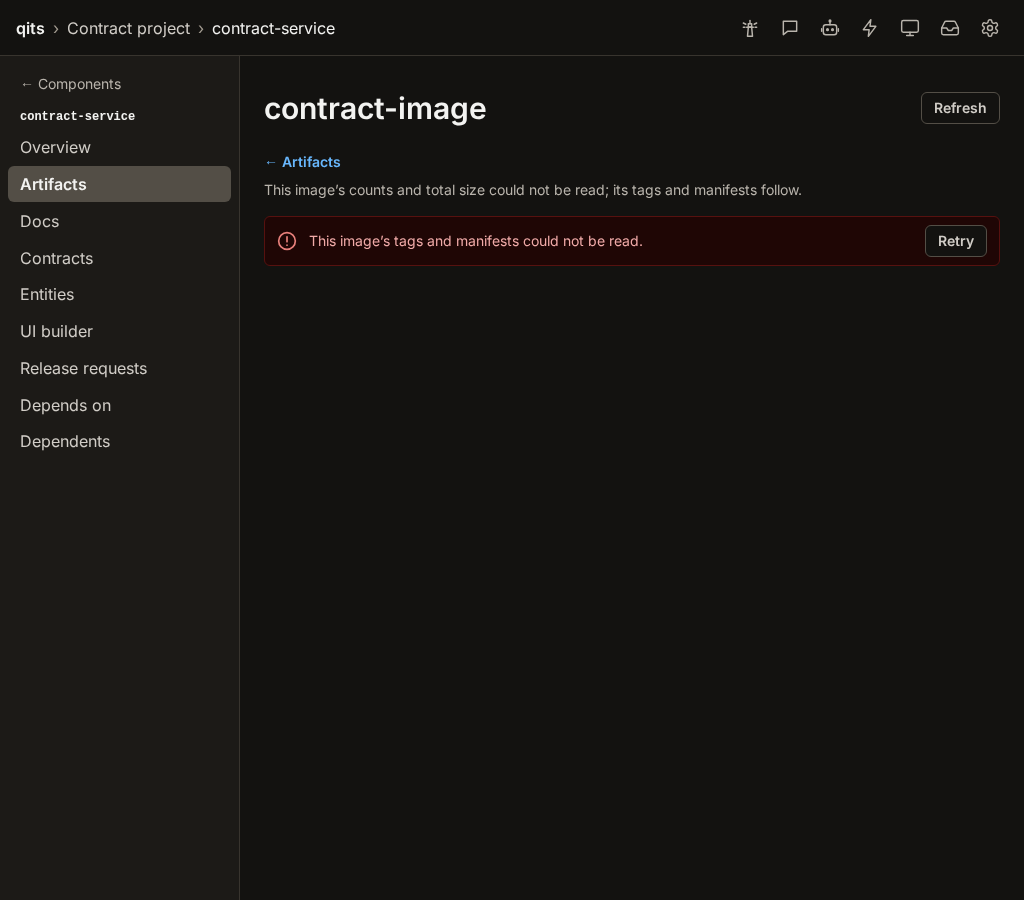 qits › Contract project › contract-service
← Components
contract-service
Overview
Artifacts
Docs
Contracts
Entities
UI builder
Release requests
Depends on
Dependents
contract-image
Refresh
← Artifacts
This image’s counts and total size could not be read; its tags and manifests follow.
This image’s tags and manifests could not be read.
Retry